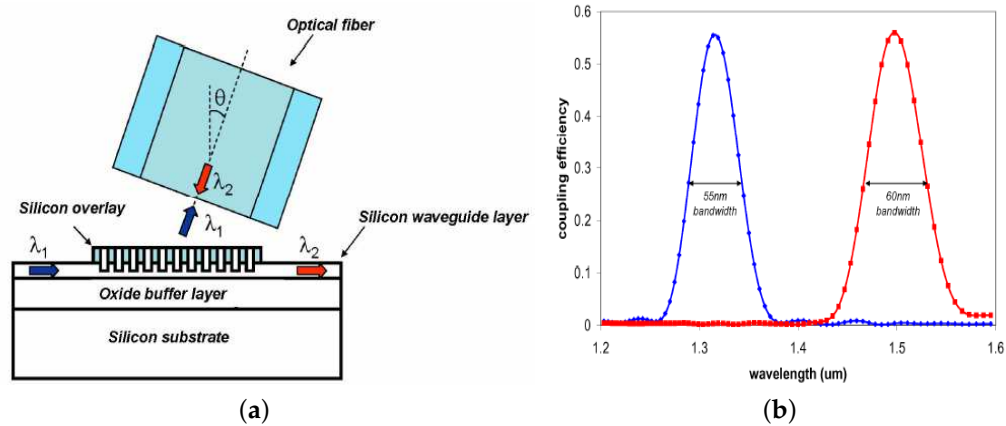 Optical fiber
θ
λ2
Silicon overlay
λ1
Silicon waveguide layer
λ1
λ2
Oxide buffer layer
Silicon substrate
(a)
coupling efficiency
0.6
0.5
0.4
0.3
0.2
0.1
0
55nm
bandwidth
60nm
bandwidth
1.2
1.3
1.4
1.5
1.6
wavelength (um)
(b)